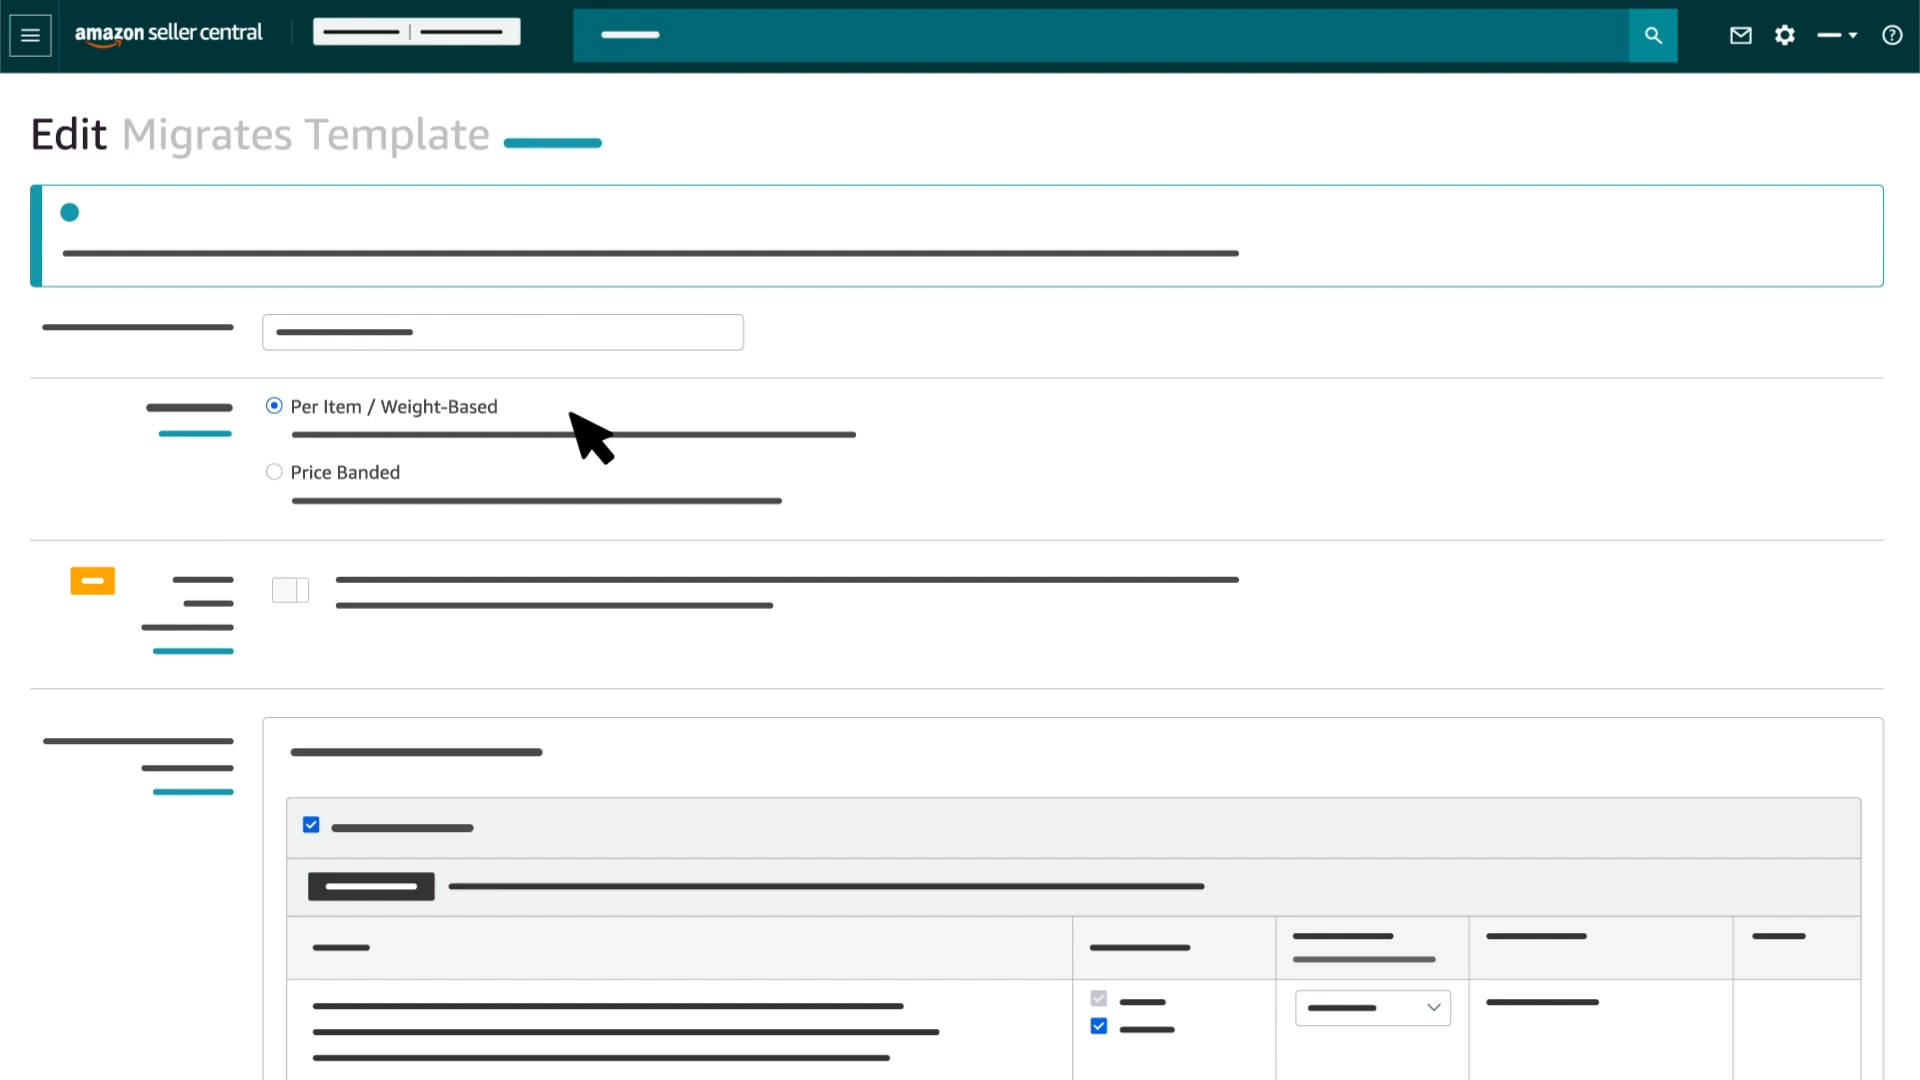 amazon seller central
Edit Migrates Template
Per Item / Weight-Based
Price Banded